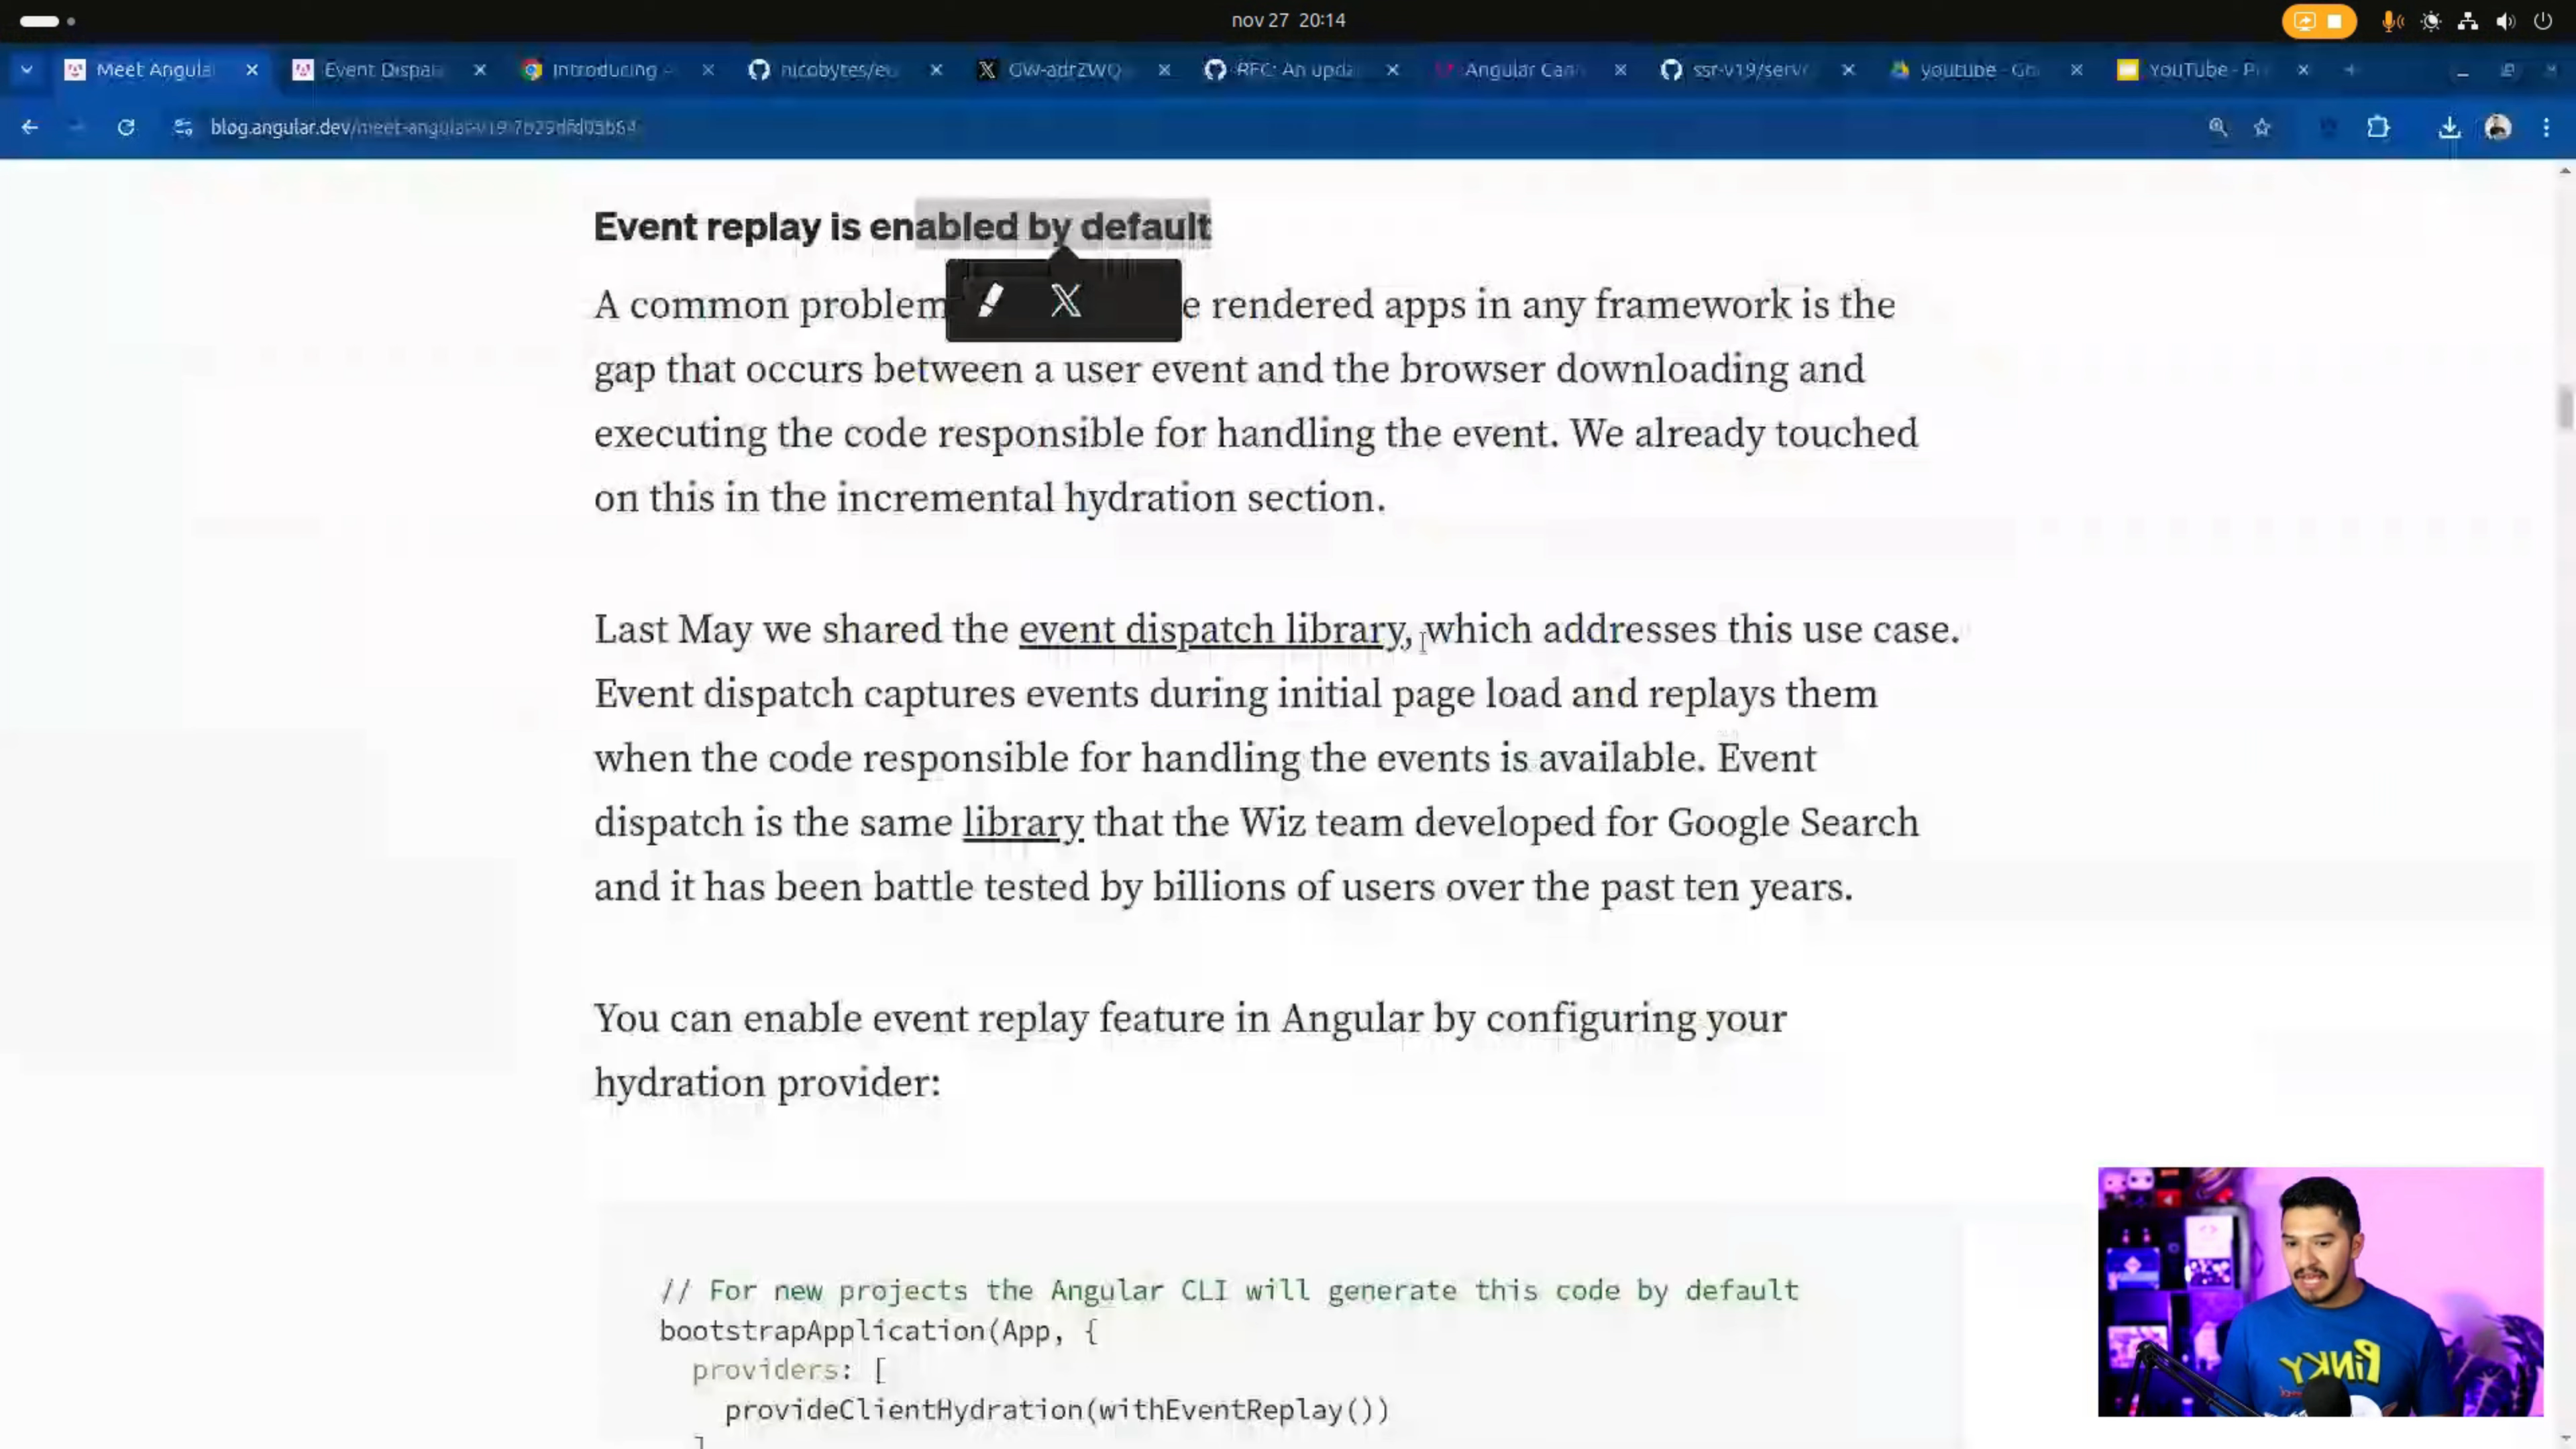 nov 27 20:14
Meet Angula
Event Dispat
Introducing -
nicobytes/e
GW-adrZWQ
RFC: An upda
Angular Can
ssr-v19/serv
youtube - Go
YouTube - P
blog.angular.dev/meet-angular-v19-7b29dfd05b84
Event replay is enabled by default
A common problem e rendered apps in any framework is the
gap that occurs between a user event and the browser downloading and
executing the code responsible for handling the event. We already touched
on this in the incremental hydration section.
Last May we shared the event dispatch library, which addresses this use case.
Event dispatch captures events during initial page load and replays them
when the code responsible for handling the events is available. Event
dispatch is the same library that the Wiz team developed for Google Search
and it has been battle tested by billions of users over the past ten years.
You can enable event replay feature in Angular by configuring your
hydration provider:
// For new projects the Angular CLI will generate this code by default
bootstrapApplication(App, {
providers: [
provideClientHydration(withEventReplay())
]
PiNKY